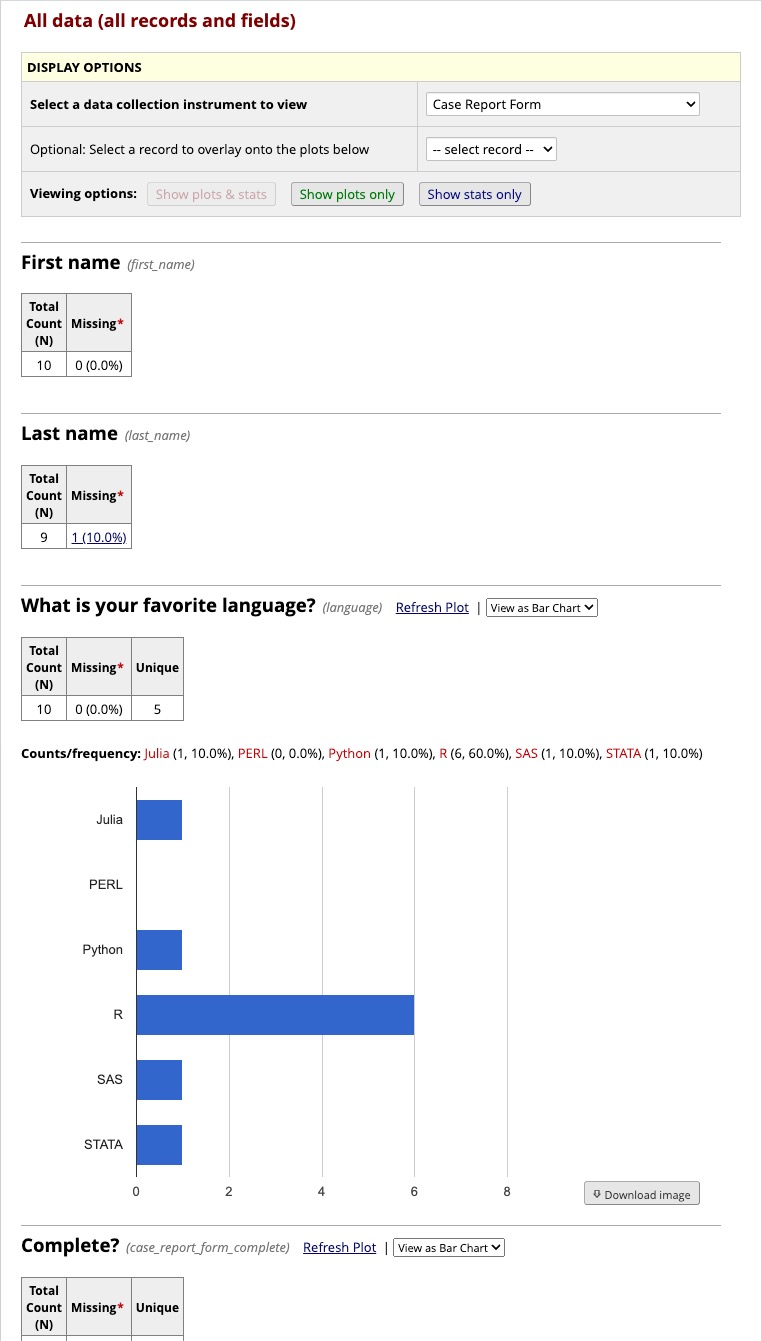 All data (all records and fields)
DISPLAY OPTIONS
Select a data collection instrument to view
Case Report Form
Optional: Select a record to overlay onto the plots below
-- select record --
Viewing options: Show plots & stats Show plots only Show stats only
First name (first_name)
Total Count (N) Missing*
10 0 (0.0%)
Last name (last_name)
Total Count (N) Missing*
9 1 (10.0%)
What is your favorite language? (language) Refresh Plot | View as Bar Chart
Total Count (N) Missing* Unique
10 0 (0.0%) 5
Counts/frequency: Julia (1, 10.0%), PERL (0, 0.0%), Python (1, 10.0%), R (6, 60.0%), SAS (1, 10.0%), STATA (1, 10.0%)
Julia
PERL
Python
R
SAS
STATA
0 2 4 6 8
Download image
Complete? (case_report_form_complete) Refresh Plot | View as Bar Chart
Total Count (N) Missing* Unique